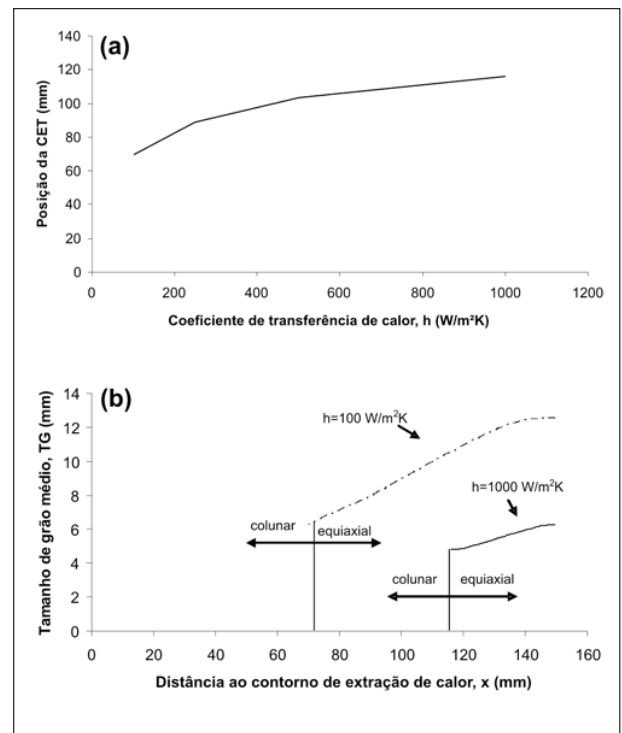 (a)
Posição da CET (mm)
140
120
100
80
60
40
20
0
0 200 400 600 800 1000 1200
Coeficiente de transferência de calor, h (W/m²K)
(b)
Tamanho de grão médio, TG (mm)
14
12
10
8
6
4
2
0
h=100 W/m²K
h=1000 W/m²K
colunar equiaxial
colunar equiaxial
0 20 40 60 80 100 120 140 160
Distância ao contorno de extração de calor, x (mm)